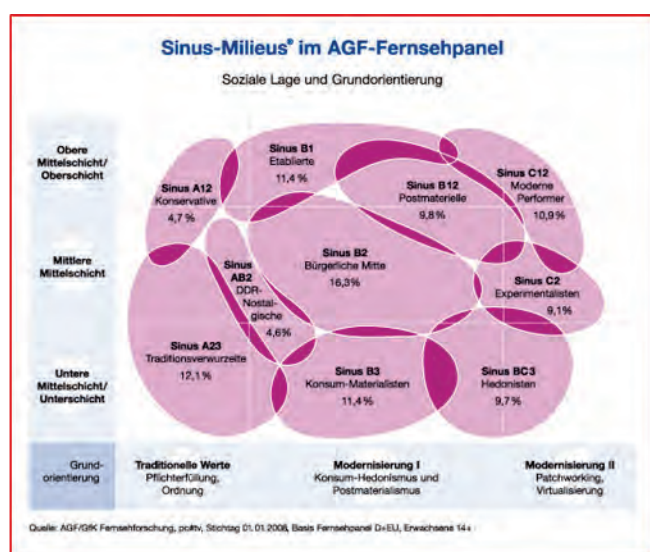 Sinus-Milieus® im AGF-Fernsehpanel
Soziale Lage und Grundorientierung
Obere
Mittelschicht/
Oberschicht
Mittlere
Mittelschicht
Untere
Mittelschicht/
Unterschicht
Sinus B1
Etablierte
11,4 %
Sinus A12
Konservative
4,7 %
Sinus B12
Postmaterielle
9,8 %
Sinus C12
Moderne
Performer
10,9 %
Sinus
AB2
DDR-
Nostal-
gische
4,6 %
Sinus B2
Bürgerliche Mitte
16,3 %
Sinus C2
Experimentalisten
9,1 %
Sinus A23
Traditionsverwurzelte
12,1 %
Sinus B3
Konsum-Materialisten
11,4 %
Sinus BC3
Hedonisten
9,7 %
Grund-
orientierung
Traditionelle Werte
Pflichterfüllung,
Ordnung
Modernisierung I
Konsum-Hedonismus und
Postmaterialismus
Modernisierung II
Patchworking,
Virtualisierung
Quelle: AGF/GfK Fernsehforschung, pc#tv, Stichtag 01.01.2008, Basis Fernsehpanel D+EU, Erwachsene 14+